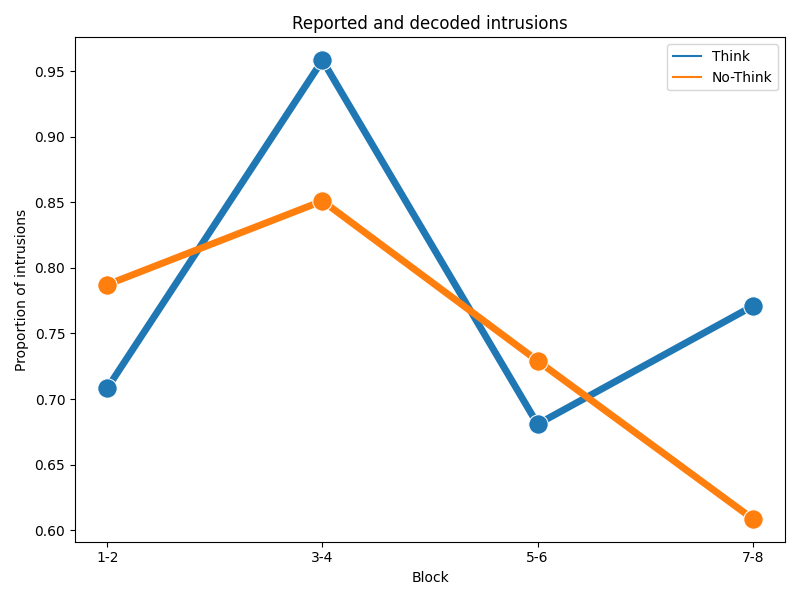 Reported and decoded intrusions
Think
No-Think
Proportion of intrusions
0.95
0.90
0.85
0.80
0.75
0.70
0.65
0.60
1-2
3-4
5-6
7-8
Block